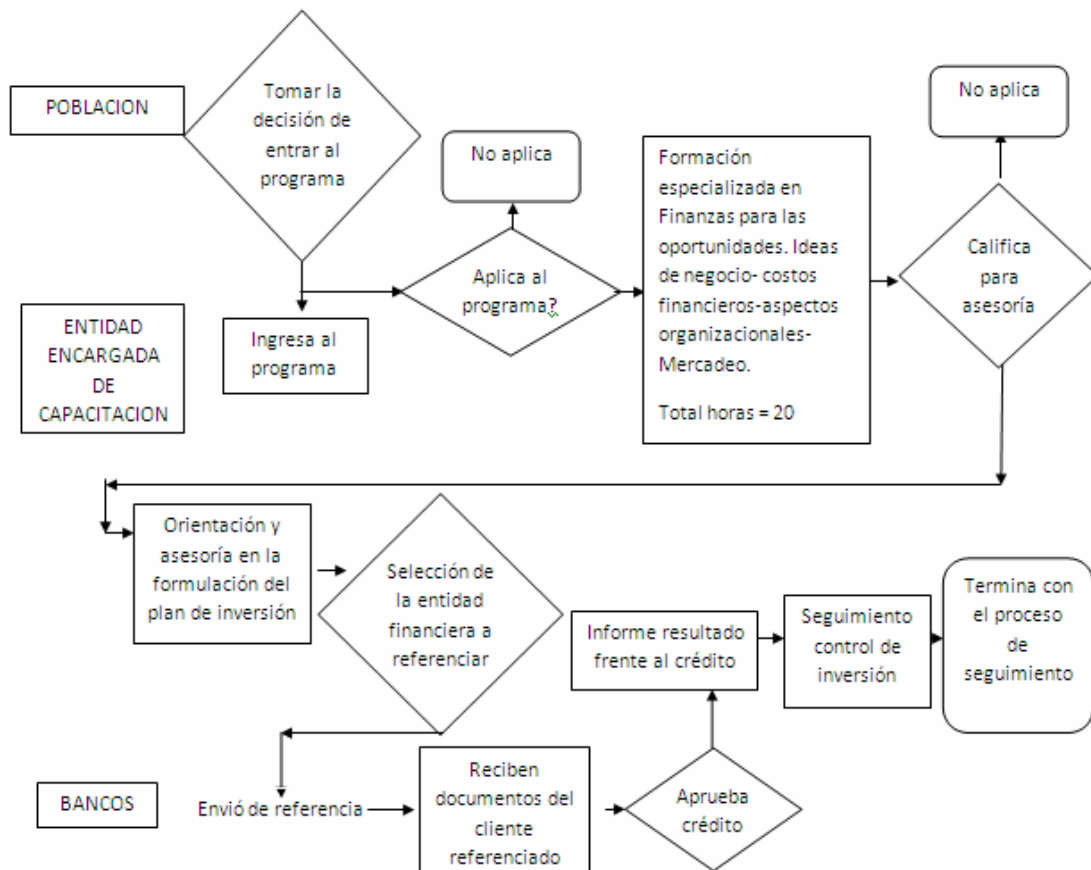 POBLACION
Tomar la
decisión de
entrar al
programa
No aplica
No aplica
Aplica al
programa?
Formación
especializada en
Finanzas para las
oportunidades. Ideas
de negocio- costos
financieros-aspectos
organizacionales-
Mercadeo.
Total horas = 20
Califica
para
asesoría
ENTIDAD
ENCARGADA
DE
CAPACITACION
Ingresa al
programa
Orientación y
asesoría en la
formulación del
plan de inversión
Selección de
la entidad
financiera a
referenciar
Informe resultado
frente al crédito
Seguimiento
control de
inversión
Termina con
el proceso
de
seguimiento
BANCOS
Envió de referencia
Reciben
documentos del
cliente
referenciado
Aprueba
crédito